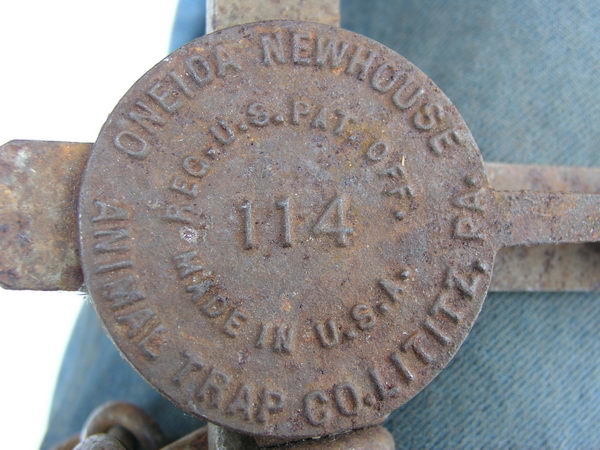 ONEIDA NEWHOUSE
REG. U.S. PAT. OFF.
114
MADE IN U.S.A.
ANIMAL TRAP CO. LITITZ, PA.